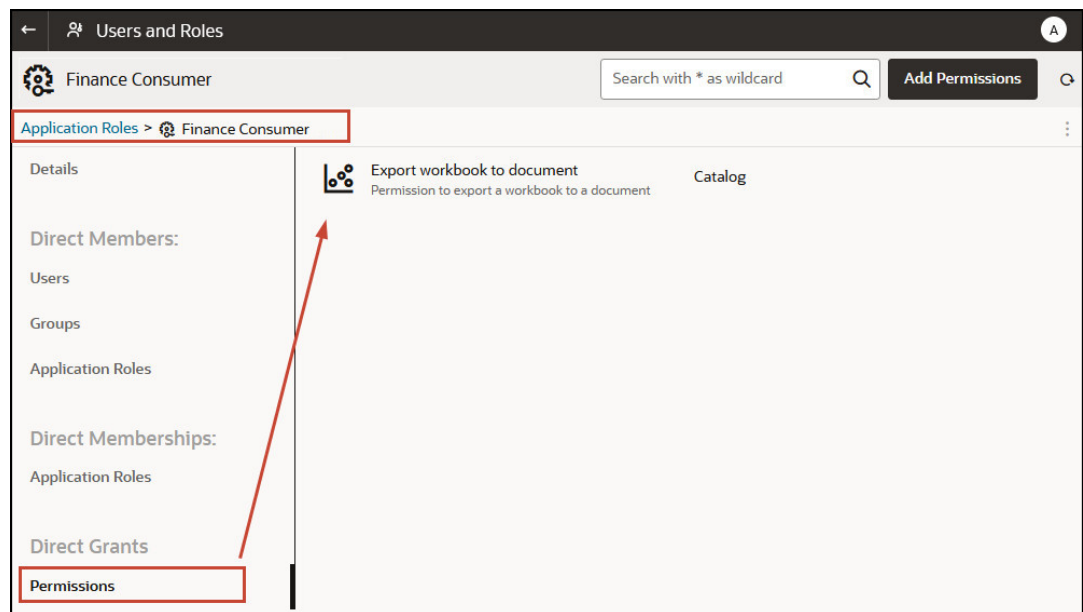 Users and Roles
A
Finance Consumer
Search with * as wildcard
Add Permissions
Application Roles > Finance Consumer
Details
Export workbook to document
Permission to export a workbook to a document
Catalog
Direct Members:
Users
Groups
Application Roles
Direct Memberships:
Application Roles
Direct Grants
Permissions